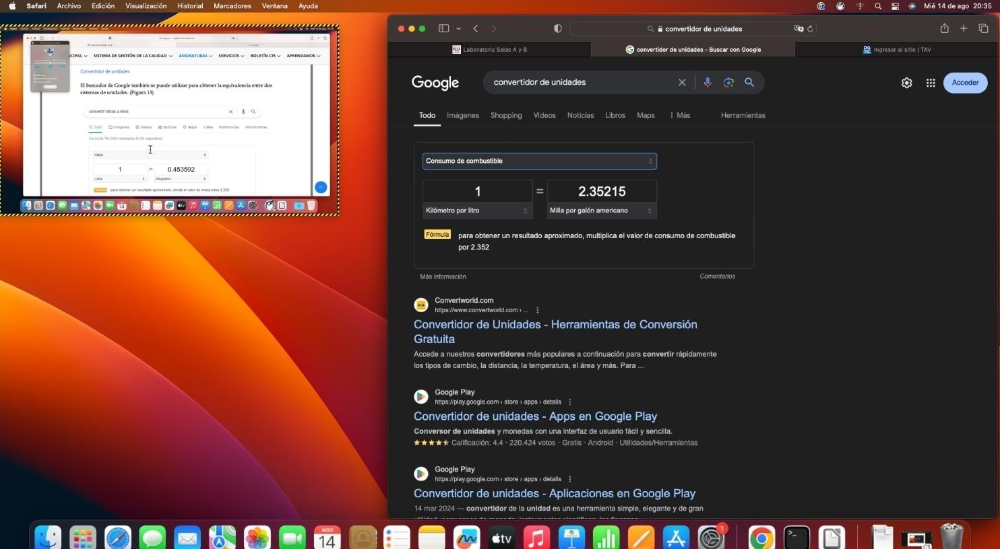 Safari Archivo Edición Visualización Historial Marcadores Ventana Ayuda
Mié 14 de ago 20:35
NCIPAL SISTEMA DE GESTIÓN DE LA CALIDAD ASIGNATURAS SERVICIOS BOLETÍN CPI APRENDAMOS
Convertidor de unidades
El buscador de Google también se puede utilizar para obtener la equivalencia entre dos
sistemas de unidades. (Figura 13)
convertir libras a kilos
Todo Imágenes Videos Noticias Maps Más Preferencias Herramientas
Cerca de 791,000 resultados (0.55 segundos)
Masa
1 = 0.453592
Libra Kilogramo
para obtener un resultado aproximado, divide el valor de masa entre 2.205
14
convertidor de unidades
Laboratorio Salas A y B
convertidor de unidades - Buscar con Google
DG TIC Ingresar al sitio | TAV
Google
convertidor de unidades
Acceder
Todo Imágenes Shopping Videos Noticias Libros Maps Más Herramientas
Consumo de combustible
1 = 2.35215
Kilómetro por litro Milla por galón americano
Fórmula para obtener un resultado aproximado, multiplica el valor de consumo de combustible
por 2.352
Más información Comentarios
Convertworld.com
https://www.convertworld.com › ...
Convertidor de Unidades - Herramientas de Conversión
Gratuita
Accede a nuestros convertidores más populares a continuación para convertir rápidamente
los tipos de cambio, la distancia, la temperatura, el área y más. Para ...
Google Play
https://play.google.com › store › apps › details
Convertidor de unidades - Apps en Google Play
Conversor de unidades y monedas con una interfaz de usuario fácil y sencilla.
Calificación: 4.4 · 220.424 votos · Gratis · Android · Utilidades/Herramientas
Google Play
https://play.google.com › store › apps › details
Convertidor de unidades - Aplicaciones en Google Play
14 mar 2024 — convertidor de la unidad es una herramienta simple, elegante y de gran
AGO
14
tv
1